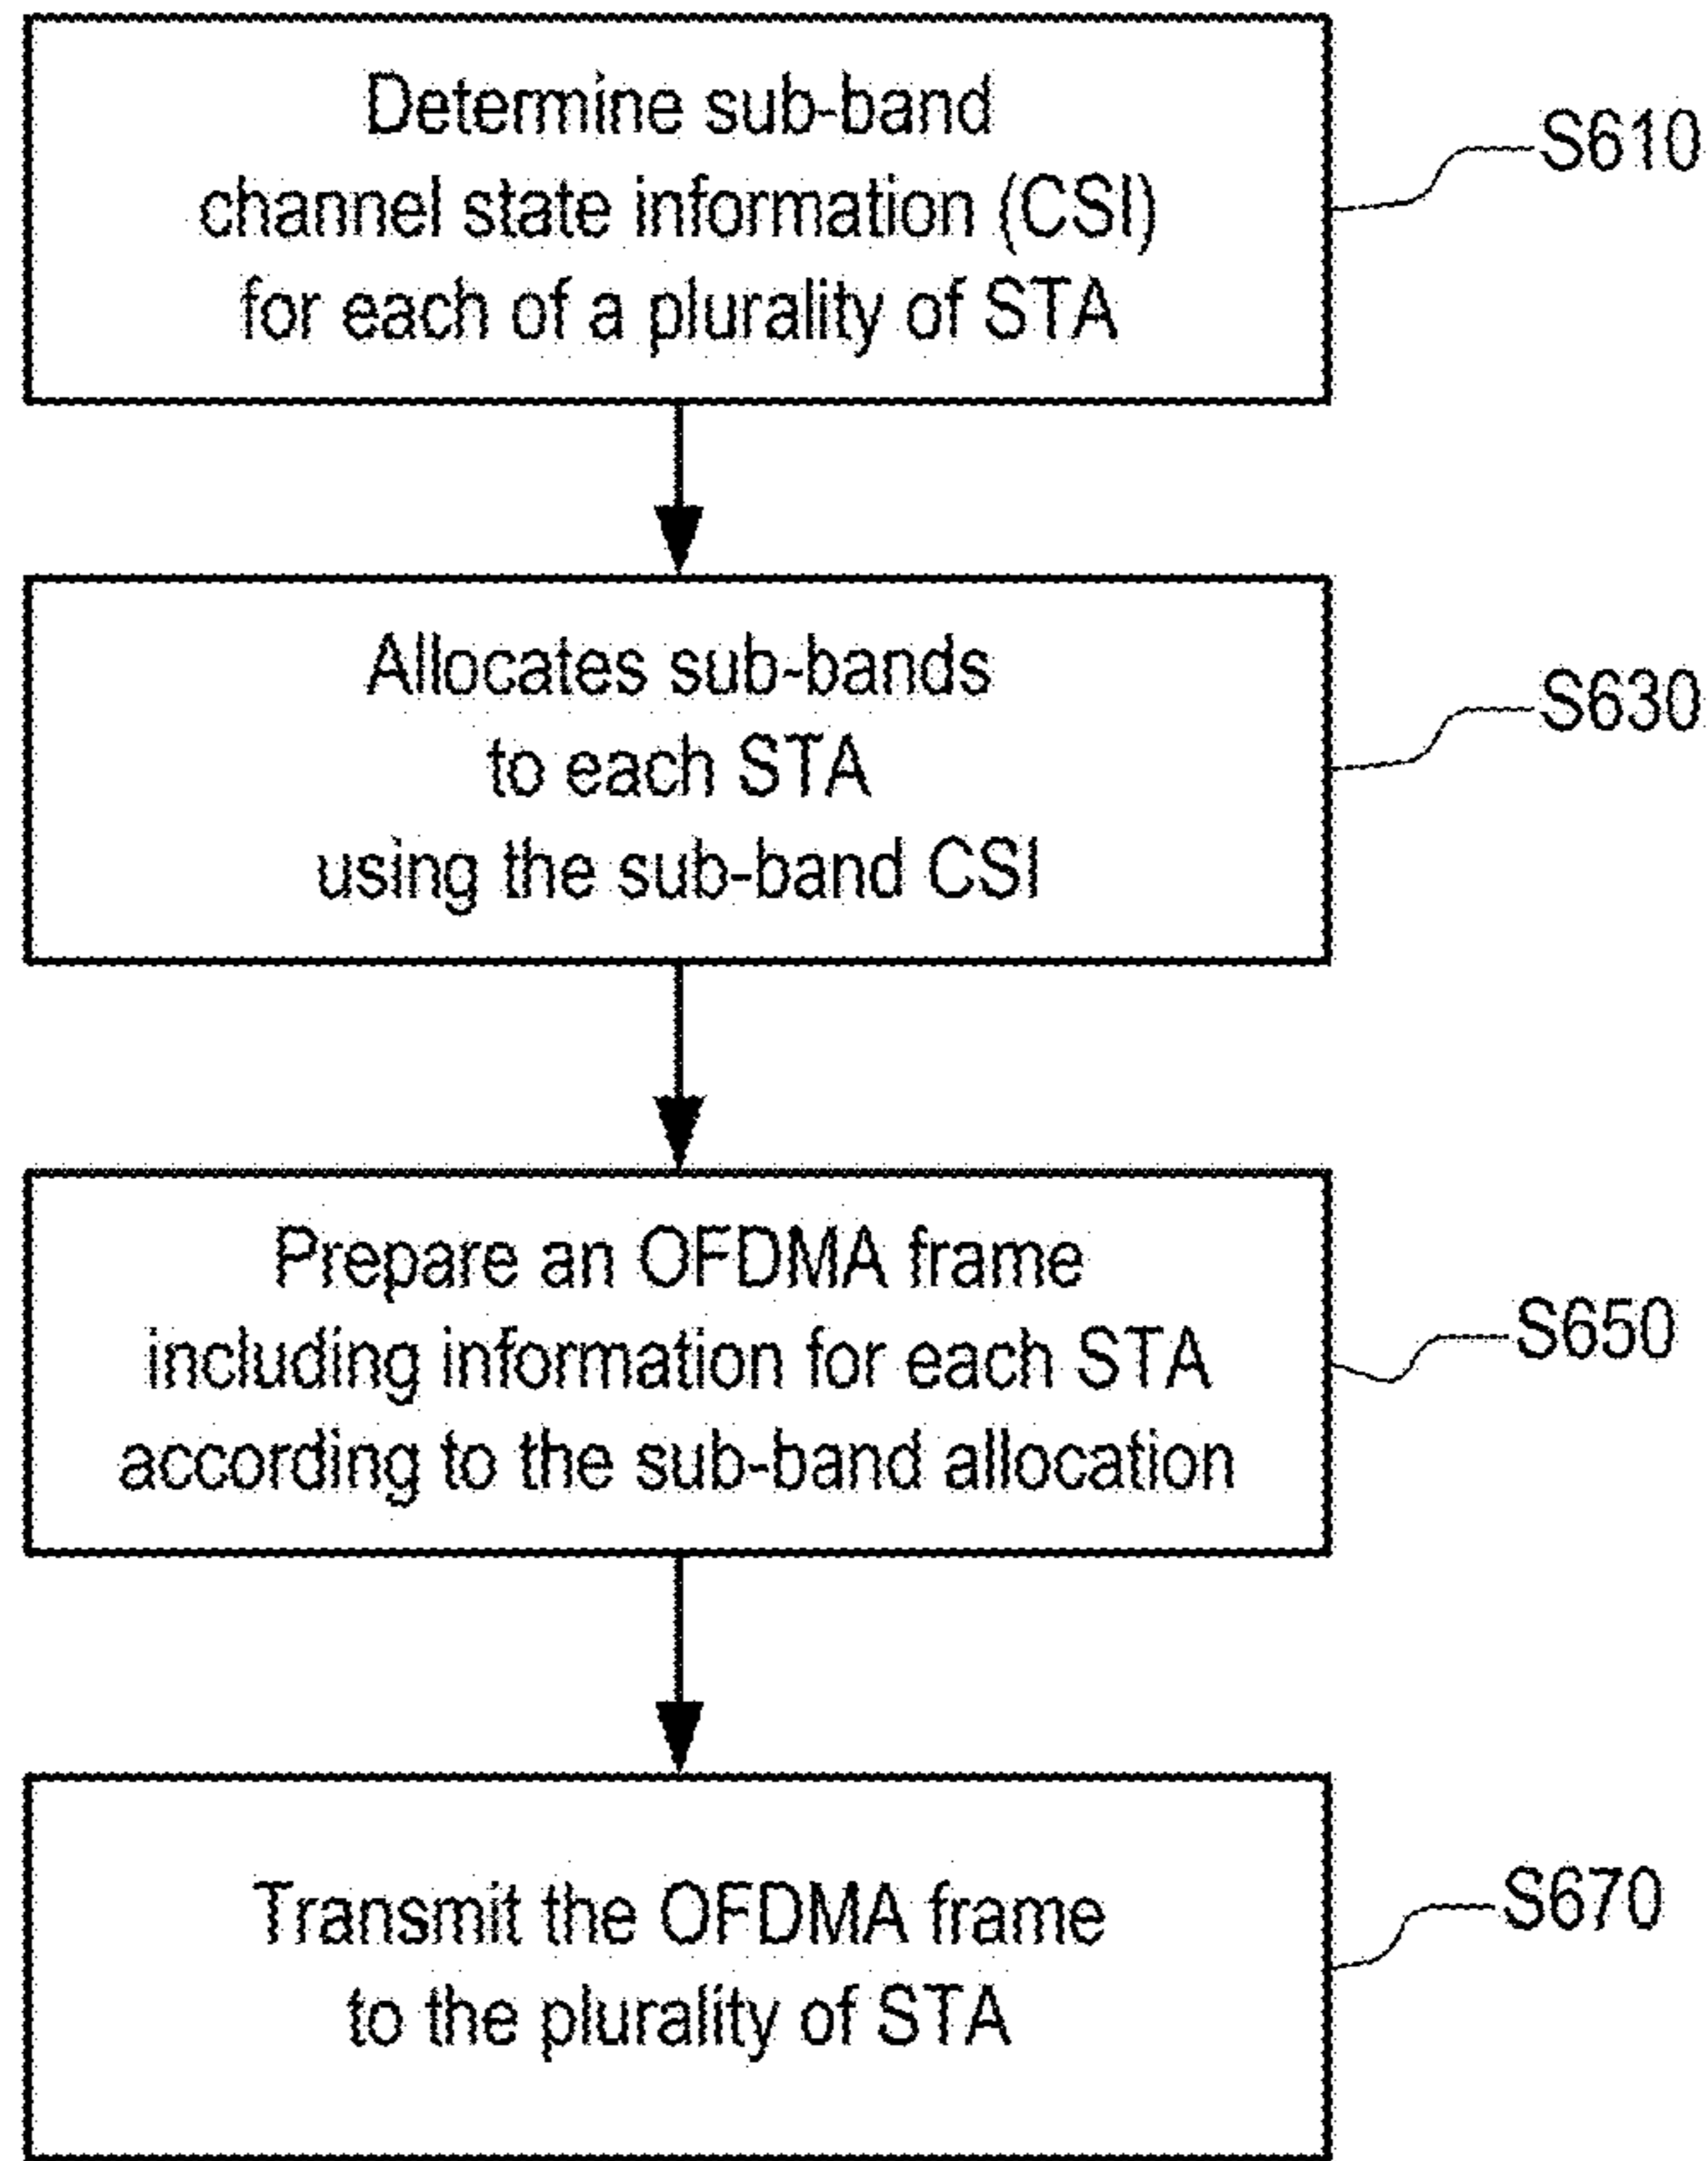 Determine sub-band
channel state information (CSI)
for each of a plurality of STA
S610
Allocates sub-bands
to each STA
using the sub-band CSI
S630
Prepare an OFDMA frame
including information for each STA
according to the sub-band allocation
S650
Transmit the OFDMA frame
to the plurality of STA
S670